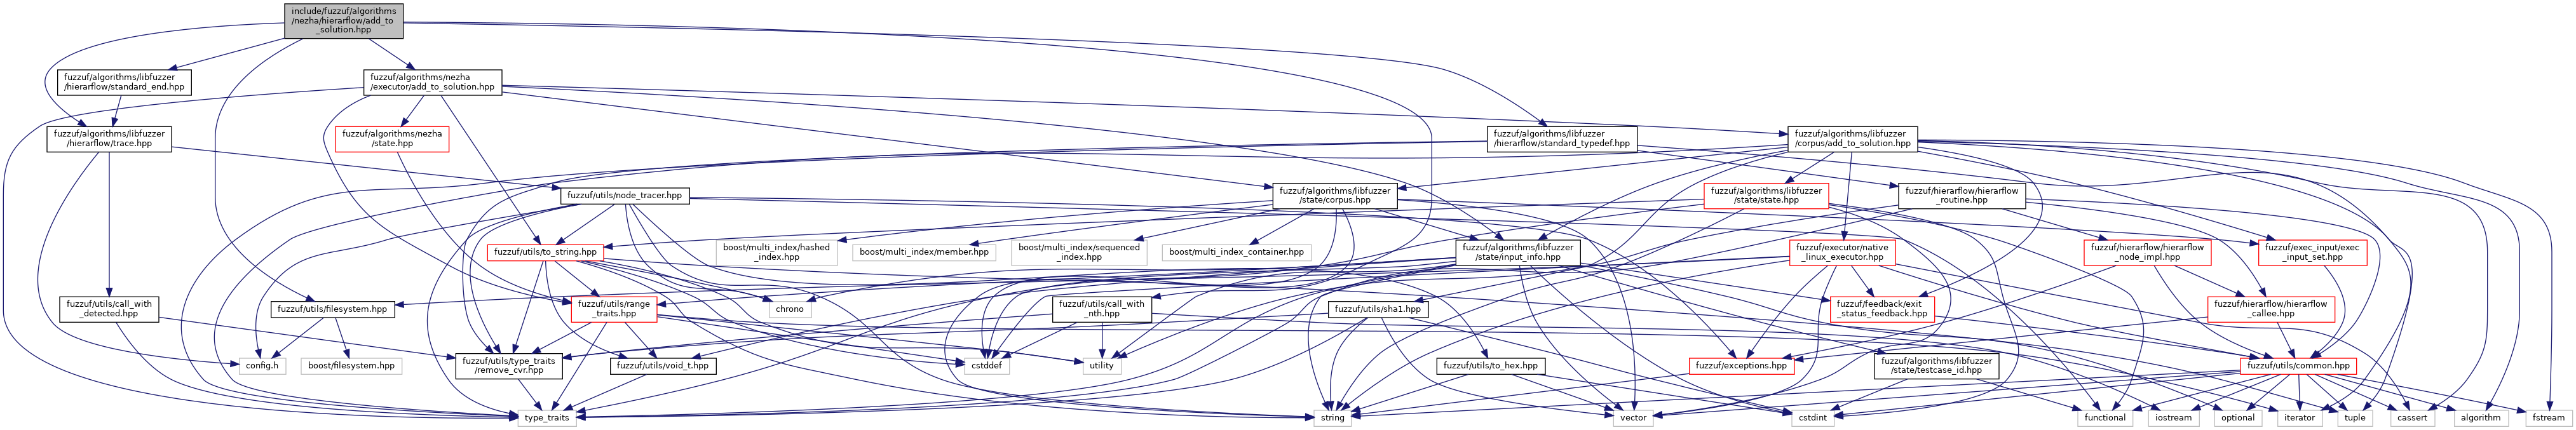 include/fuzzuf/algorithms
/nezha/hierarflow/add_to
_solution.hpp
fuzzuf/algorithms/libfuzzer
/hierarflow/standard_end.hpp
fuzzuf/algorithms/nezha
/executor/add_to_solution.hpp
fuzzuf/algorithms/libfuzzer
/hierarflow/trace.hpp
fuzzuf/algorithms/nezha
/state.hpp
fuzzuf/algorithms/libfuzzer
/hierarflow/standard_typedef.hpp
fuzzuf/algorithms/libfuzzer
/corpus/add_to_solution.hpp
fuzzuf/utils/node_tracer.hpp
fuzzuf/algorithms/libfuzzer
/state/corpus.hpp
fuzzuf/algorithms/libfuzzer
/state/state.hpp
fuzzuf/hierarflow/hierarflow
_routine.hpp
fuzzuf/utils/to_string.hpp
boost/multi_index/hashed
_index.hpp
boost/multi_index/member.hpp
boost/multi_index/sequenced
_index.hpp
boost/multi_index_container.hpp
fuzzuf/algorithms/libfuzzer
/state/input_info.hpp
fuzzuf/executor/native
_linux_executor.hpp
fuzzuf/hierarflow/hierarflow
_node_impl.hpp
fuzzuf/exec_input/exec
_input_set.hpp
fuzzuf/utils/call_with
_detected.hpp
fuzzuf/utils/filesystem.hpp
fuzzuf/utils/range
_traits.hpp
chrono
fuzzuf/utils/call_with
_nth.hpp
fuzzuf/utils/sha1.hpp
fuzzuf/feedback/exit
_status_feedback.hpp
fuzzuf/hierarflow/hierarflow
_callee.hpp
config.h
boost/filesystem.hpp
fuzzuf/utils/type_traits
/remove_cvr.hpp
fuzzuf/utils/void_t.hpp
cstddef
utility
fuzzuf/utils/to_hex.hpp
fuzzuf/exceptions.hpp
fuzzuf/algorithms/libfuzzer
/state/testcase_id.hpp
fuzzuf/utils/common.hpp
type_traits
string
vector
cstdint
functional
iostream
optional
iterator
tuple
cassert
algorithm
fstream